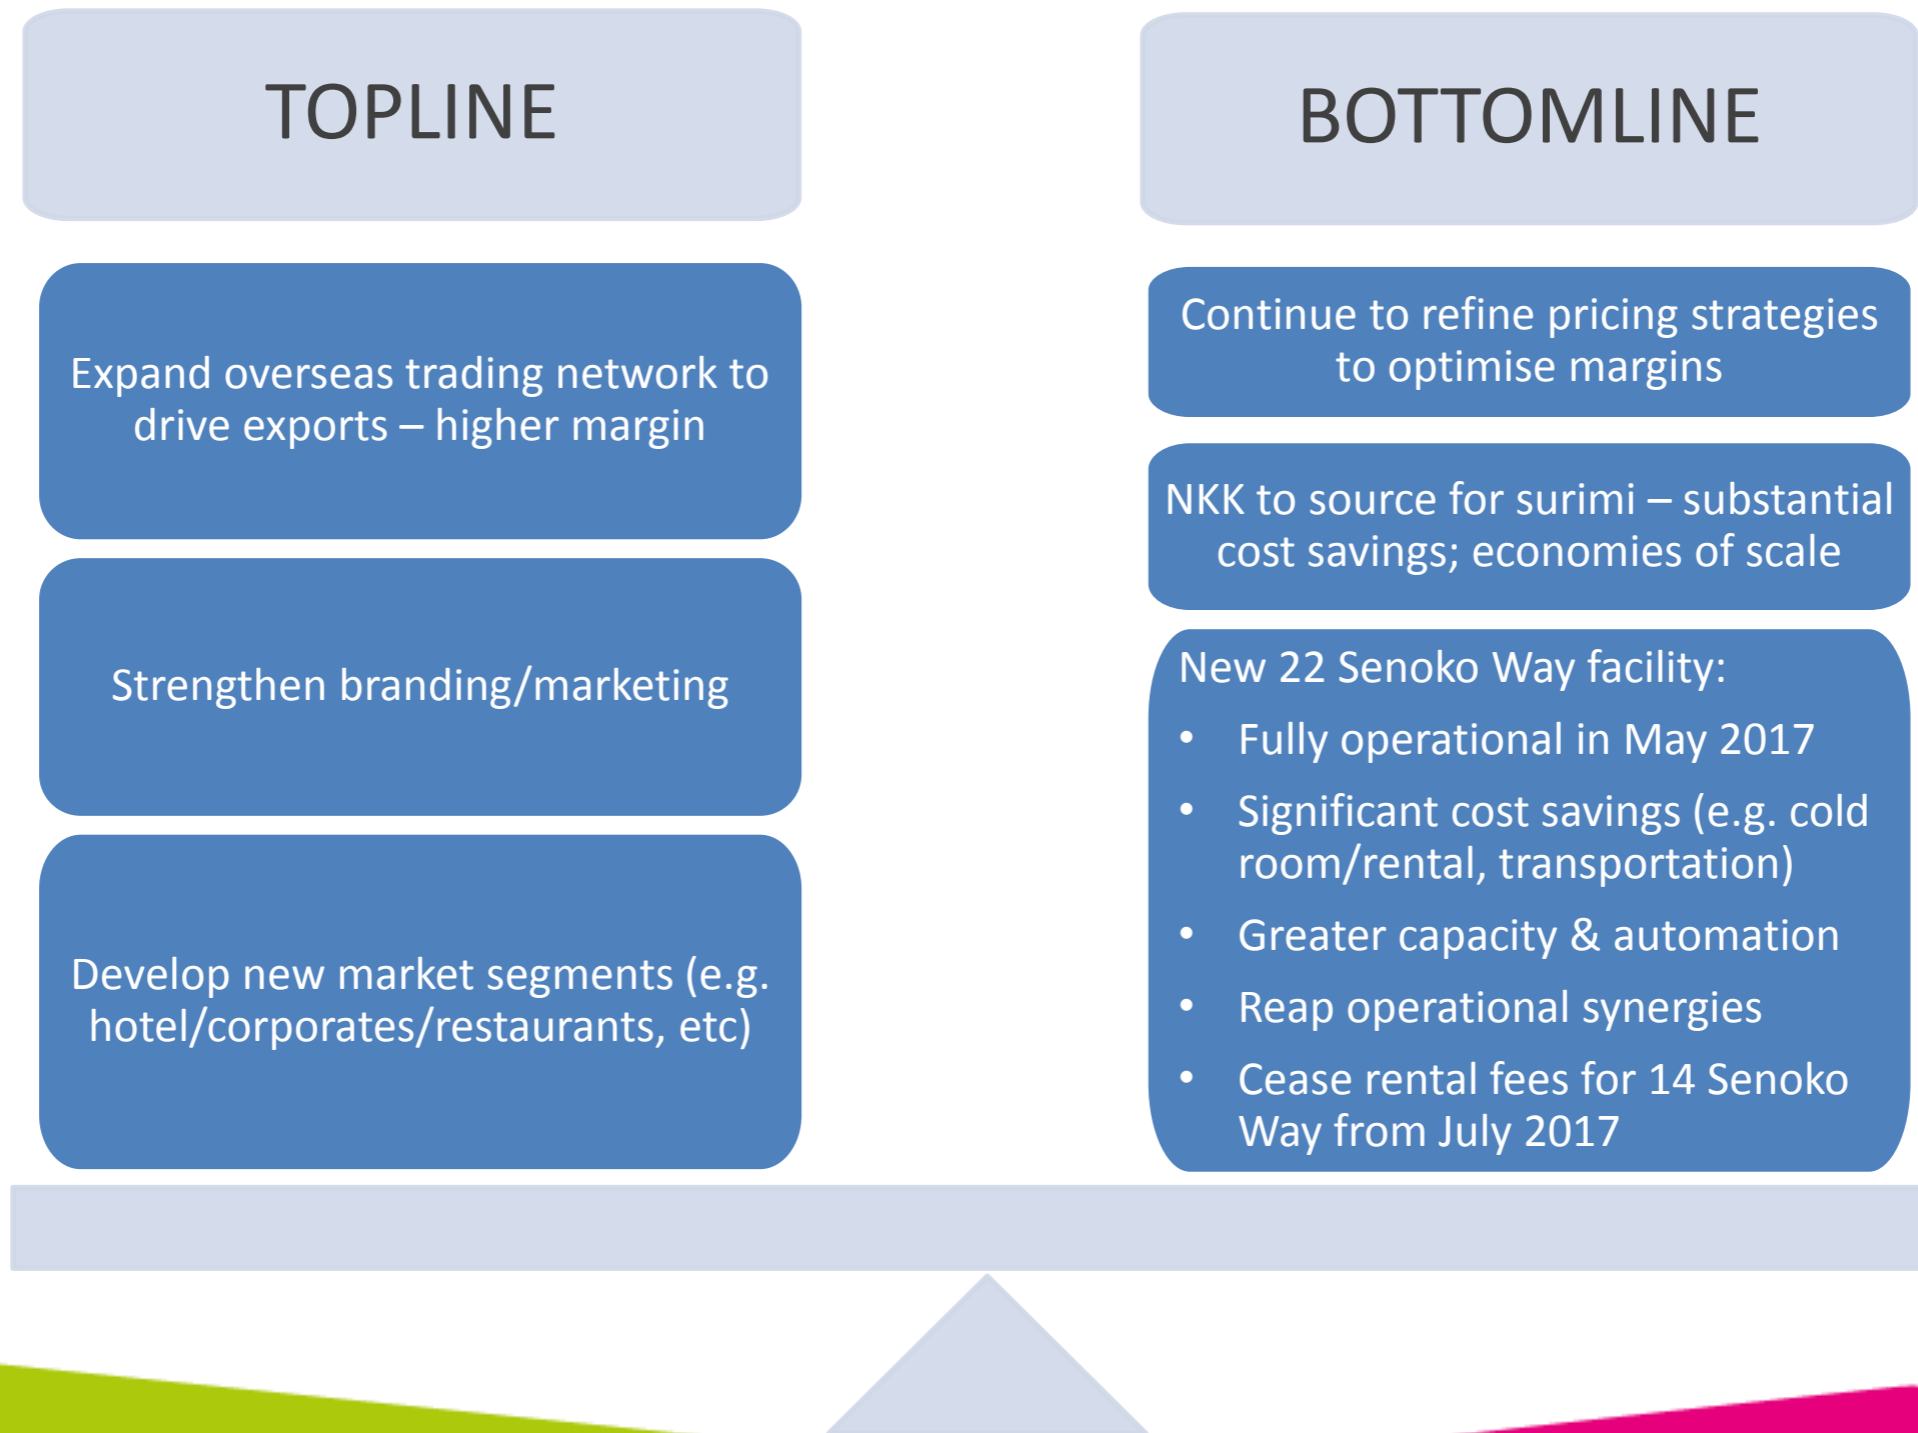 TOPLINE
Expand overseas trading network to
drive exports – higher margin
Strengthen branding/marketing
Develop new market segments (e.g.
hotel/corporates/restaurants, etc)
BOTTOMLINE
Continue to refine pricing strategies
to optimise margins
NKK to source for surimi – substantial
cost savings; economies of scale
New 22 Senoko Way facility:
• Fully operational in May 2017
• Significant cost savings (e.g. cold
room/rental, transportation)
• Greater capacity & automation
• Reap operational synergies
• Cease rental fees for 14 Senoko
Way from July 2017